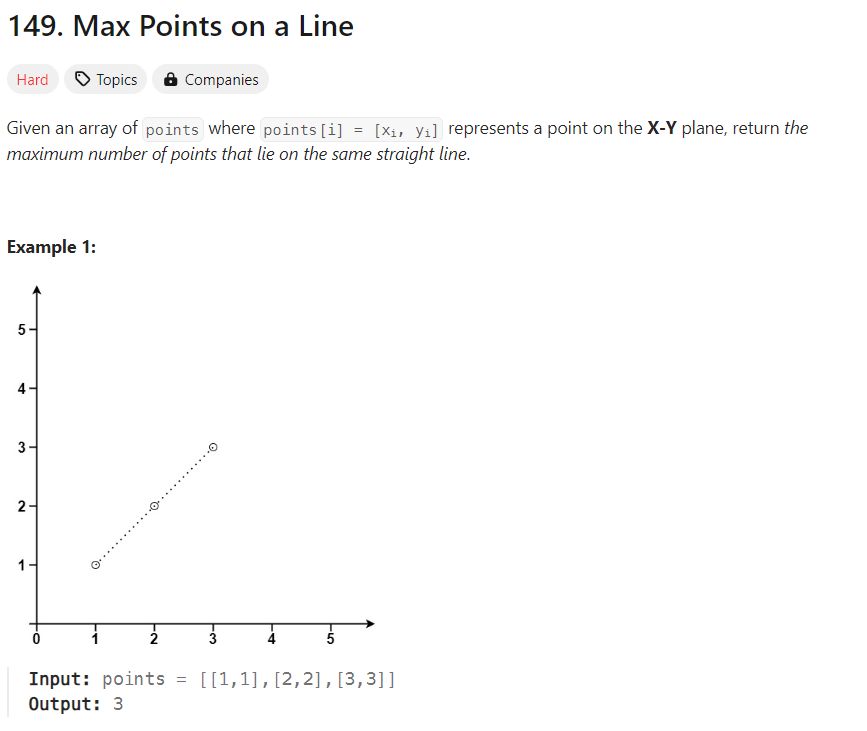 149. Max Points on a Line
Hard Topics Companies
Given an array of points where points[i] = [xᵢ, yᵢ] represents a point on the X-Y plane, return the
maximum number of points that lie on the same straight line.
Example 1:
5
4
3
2
1
0 1 2 3 4 5
Input: points = [[1,1],[2,2],[3,3]]
Output: 3